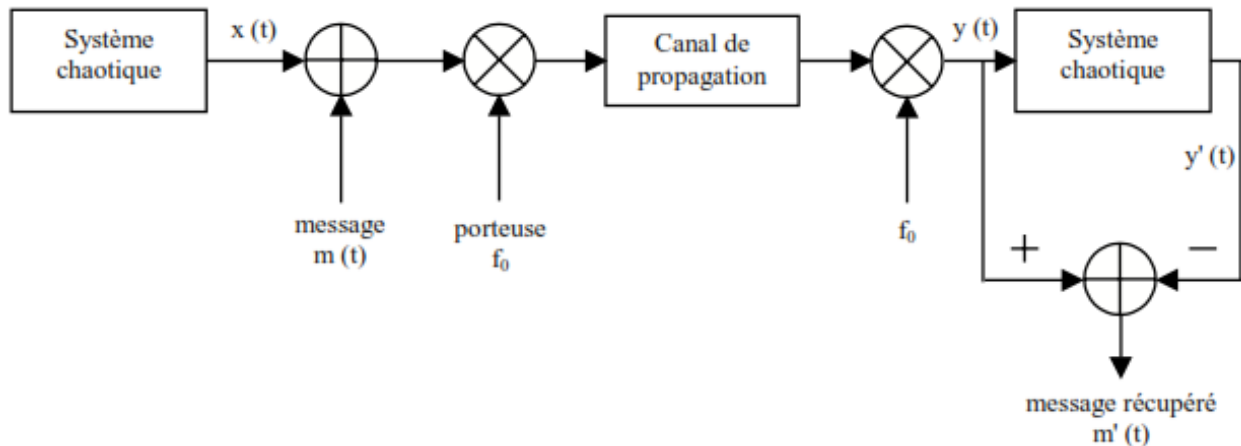 Système
chaotique
x (t)
Canal de
propagation
y (t)
Système
chaotique
y' (t)
message
m (t)
porteuse
f₀
f₀
+
−
message récupéré
m' (t)